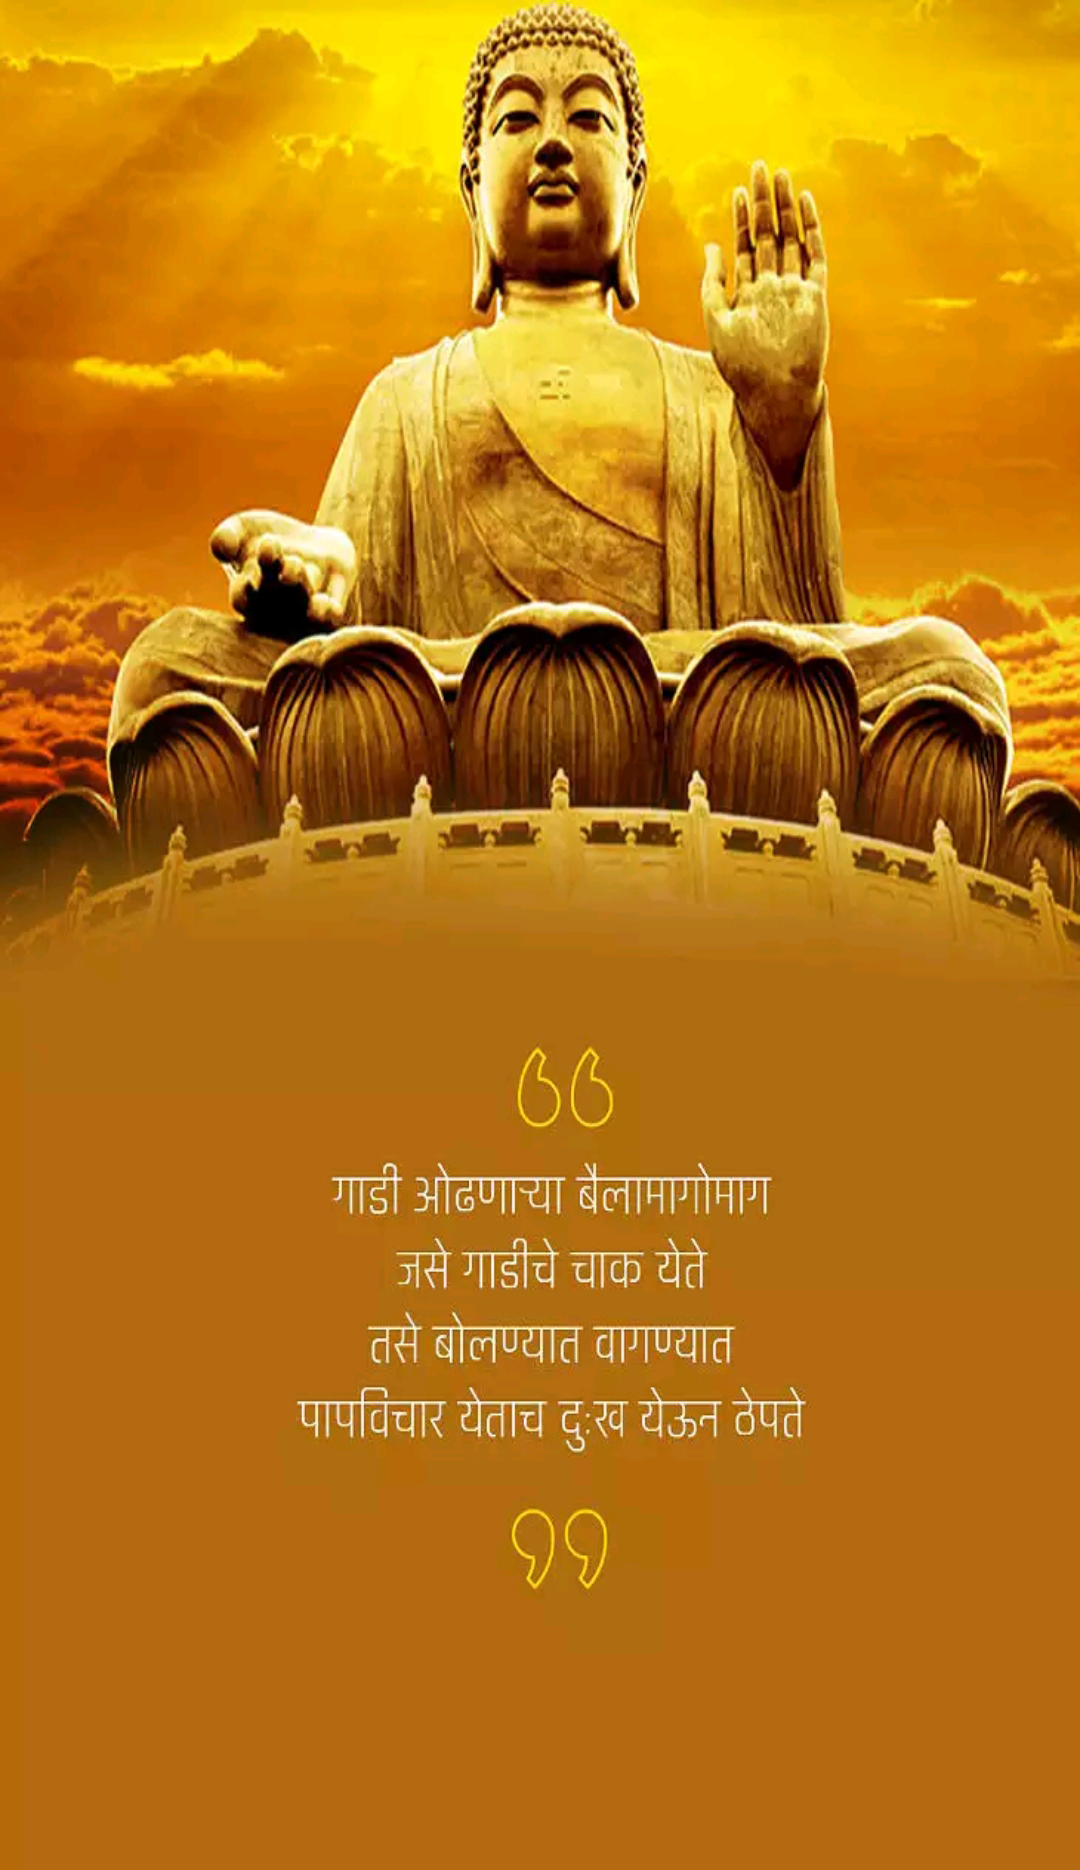 “
गाडी ओढणाऱ्या बैलामागोमाग
जसे गाडीचे चाक येते
तसे बोलण्यात वागण्यात
पापविचार येताच दुःख येऊन ठेपते
”